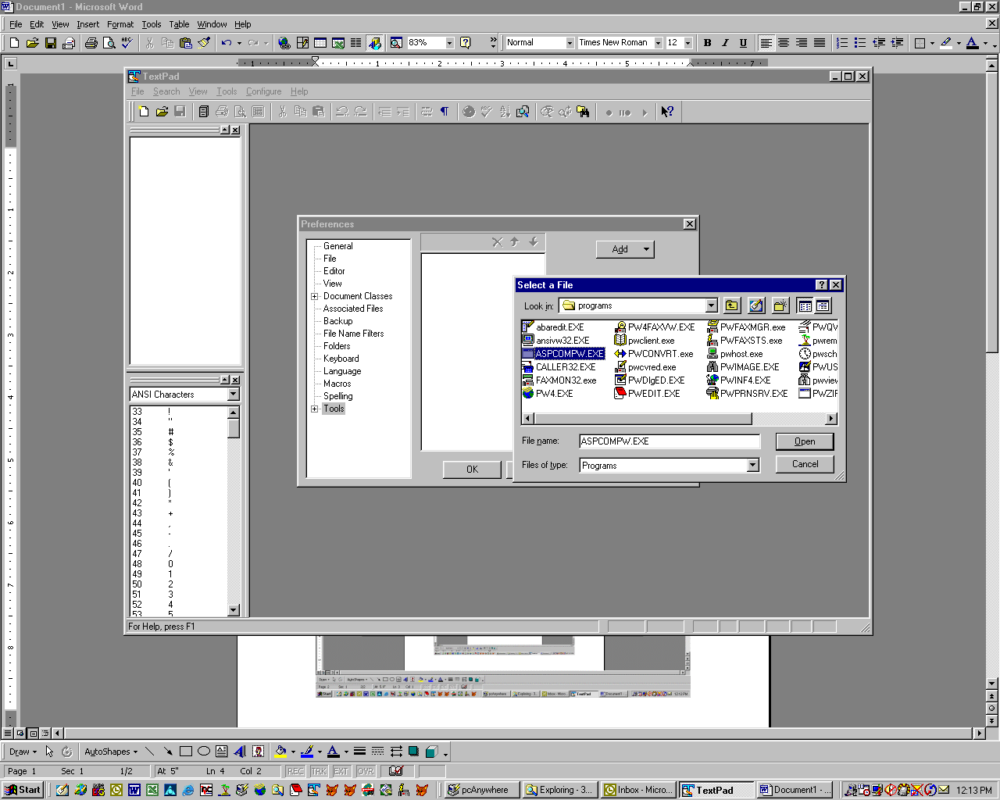 Document1 - Microsoft Word
File Edit View Insert Format Tools Table Window Help
83% Normal Times New Roman 12 B I U
1 1 2 3 4 5 7
TextPad
File Search View Tools Configure Help
Preferences
General
File
Editor
View
Document Classes
Associated Files
Backup
File Name Filters
Folders
Keyboard
Language
Macros
Spelling
Tools
Add
OK
Select a File
Look in: programs
abaredit.EXE PW4FAXVW.EXE PWFAXMGR.exe PWQV
ansivw32.EXE pwclient.exe PWFAXSTS.exe pwrem
ASPCOMPW.EXE PWCONVRT.exe pwhost.exe pwsch
CALLER32.EXE pwcvred.exe PWIMAGE.EXE PWUS
FAXMON32.exe PWDIgED.EXE PWINF4.EXE pwview
PW4.EXE PWEDIT.EXE PWPRNSRV.EXE PWZIF
File name: ASPCOMPW.EXE Open
Files of type: Programs Cancel
ANSI Characters
33 !
34 "
35 #
36 $
37 %
38 &
39 '
40 (
41 )
42 *
43 +
44 ,
45 -
46 .
47 /
48 0
49 1
50 2
51 3
52 4
53 5
For Help, press F1
Draw AutoShapes
Page 1 Sec 1 1/2 At 5" Ln 4 Col 2 REC TRK EXT OVR
Start pcAnywhere Exploring - 3... Inbox - Micro... TextPad Document1 - ... 12:13 PM